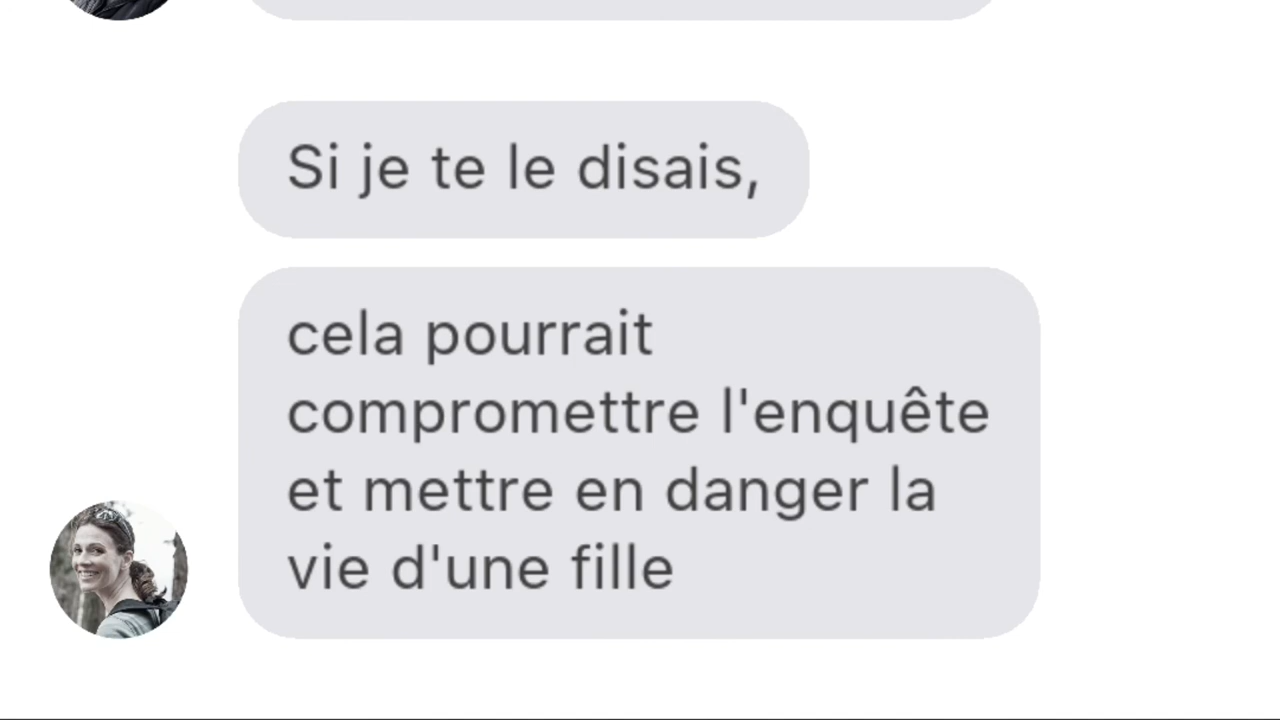 Si je te le disais,
cela pourrait
compromettre l'enquête
et mettre en danger la
vie d'une fille